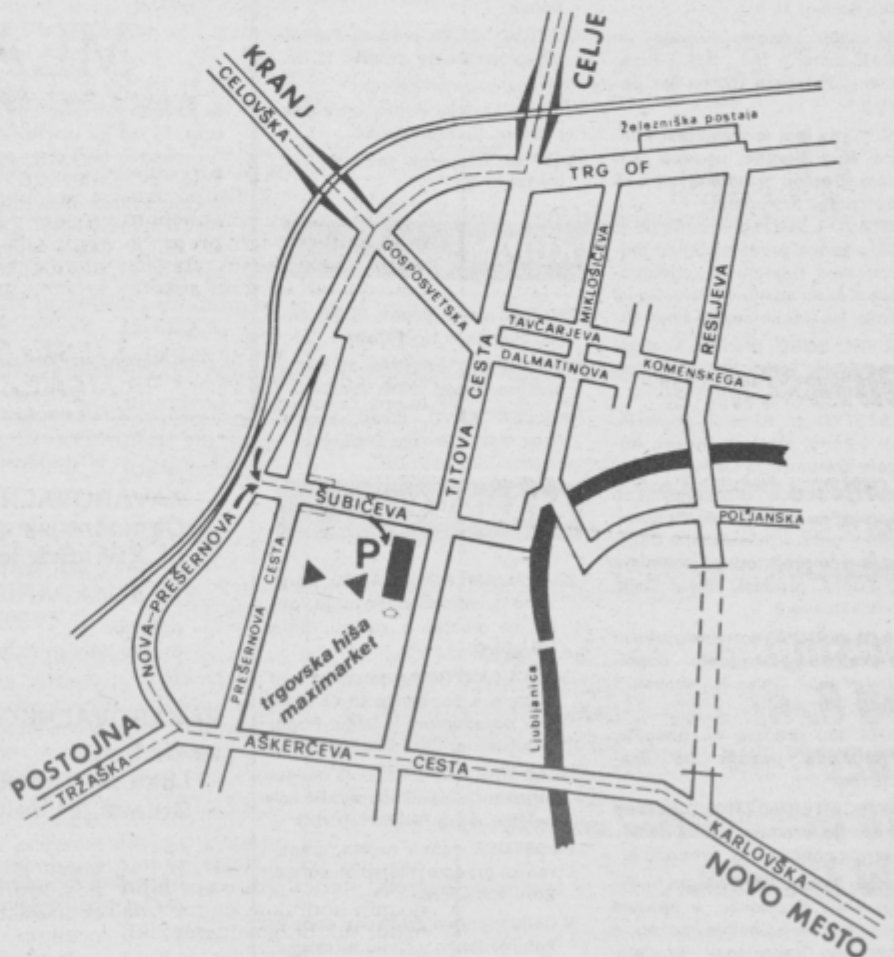 KRANJ
CELOVŠKA
CELJE
Železniška postaja
TRG OF
GOSPOSVETSKA
MIKLOŠIČEVA
RESLJEVA
TAVČARJEVA
DALMATINOVA
KOMENSKEGA
TITOVA CESTA
ŠUBIČEVA
POLJANSKA
P
NOVA-PREŠERNOVA
PREŠERNOVA CESTA
trgovska hiša
maximarket
Ljubljanica
POSTOJNA
TRŽAŠKA
AŠKERČEVA CESTA
KARLOVŠKA
NOVO MESTO